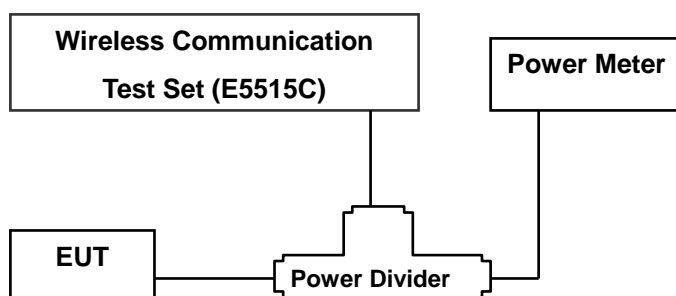 Wireless Communication
Test Set (E5515C)
Power Meter
EUT
Power Divider